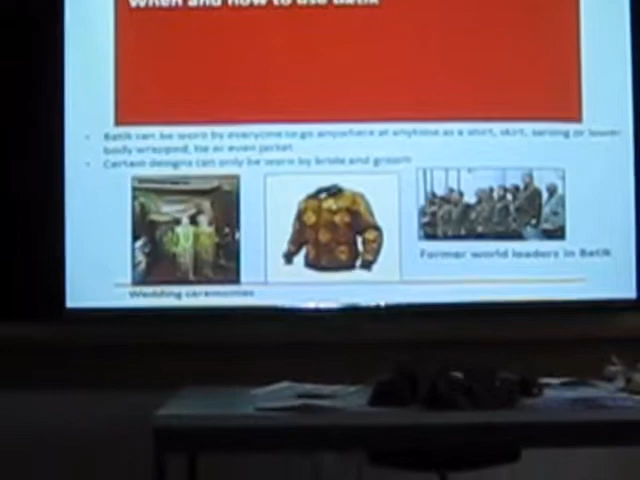 When and how to use Batik
Batik can be worn by everyone to go anywhere at anytime as a shirt, skirt, sarong or lower
body wrapped, tie or even jacket
Certain designs can only be worn by bride and groom
Former world leaders in Batik
Wedding ceremonies